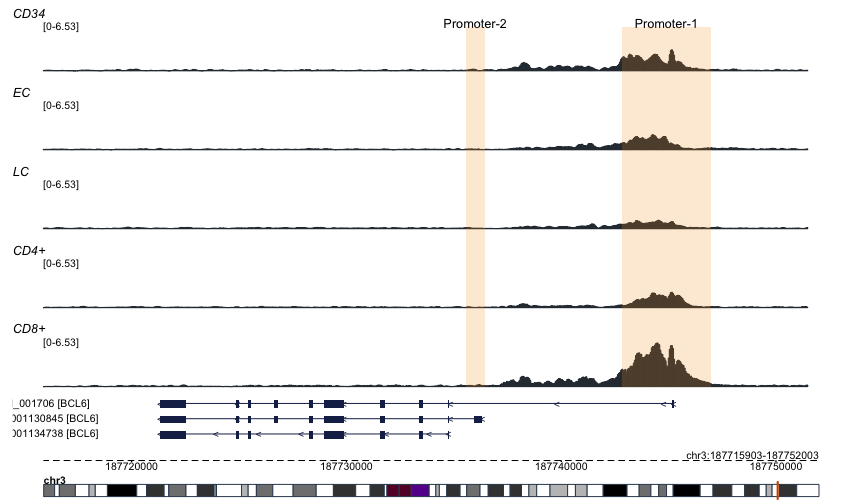 CD34
[0-6.53]
Promoter-2
Promoter-1
EC
[0-6.53]
LC
[0-6.53]
CD4+
[0-6.53]
CD8+
[0-6.53]
_001706 [BCL6]
001130845 [BCL6]
001134738 [BCL6]
chr3:187715903-187752003
187720000
187730000
187740000
187750000
chr3